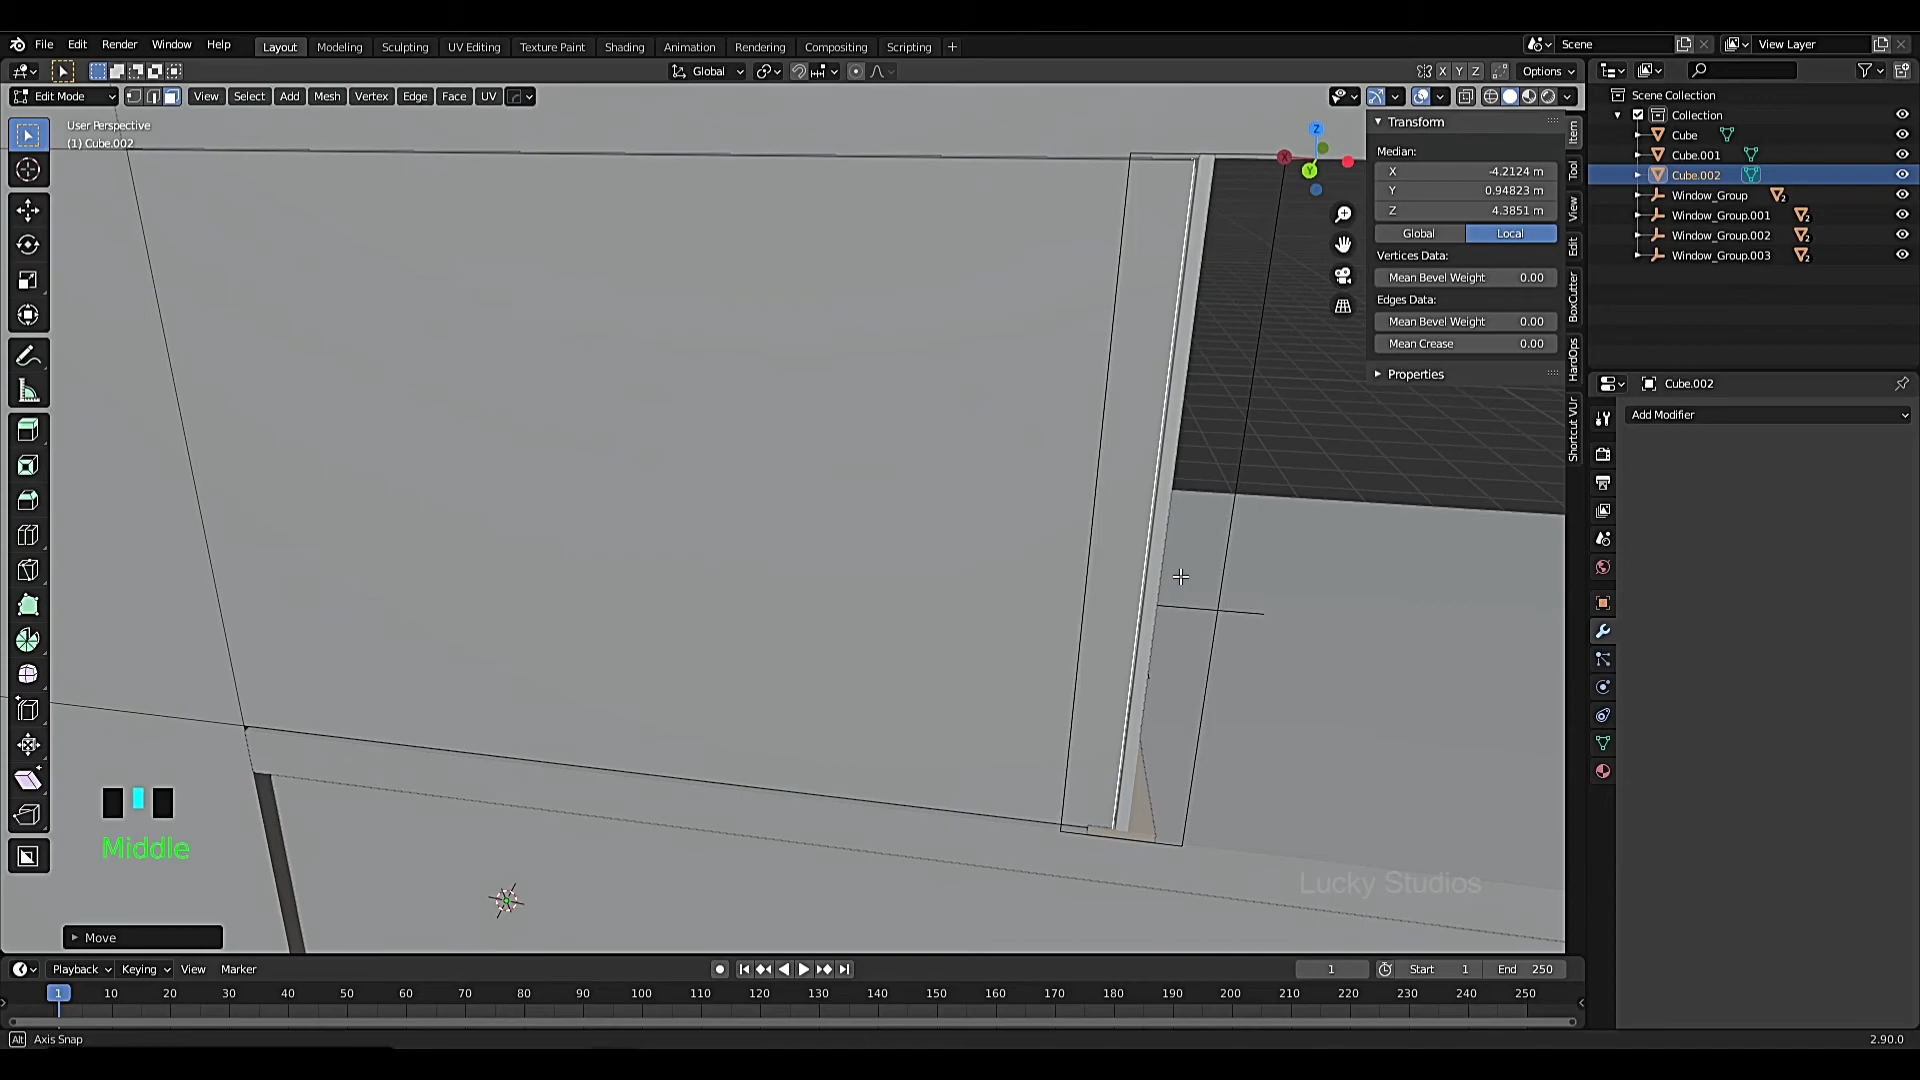 File Edit Render Window Help Layout Modeling Sculpting UV Editing Texture Paint Shading Animation Rendering Compositing Scripting + Scene View Layer
Global X Y Z Options
Edit Mode View Select Add Mesh Vertex Edge Face UV
User Perspective
(1) Cube.002
Z
X
Y
Transform
Median:
X -4.2124 m
Y 0.94823 m
Z 4.3851 m
Global Local
Vertices Data:
Mean Bevel Weight 0.00
Edges Data:
Mean Bevel Weight 0.00
Mean Crease 0.00
Properties
Item
Tool
View
Edit
BoxCutter
HardOps
Shortcut VUr
Scene Collection
Collection
Cube
Cube.001
Cube.002
Window_Group 2
Window_Group.001 2
Window_Group.002 2
Window_Group.003 2
Cube.002
Add Modifier
Middle
Lucky Studios
Move
Playback Keying View Marker 1 Start 1 End 250
1 10 20 30 40 50 60 70 80 90 100 110 120 130 140 150 160 170 180 190 200 210 220 230 240 250
Alt Axis Snap 2.90.0